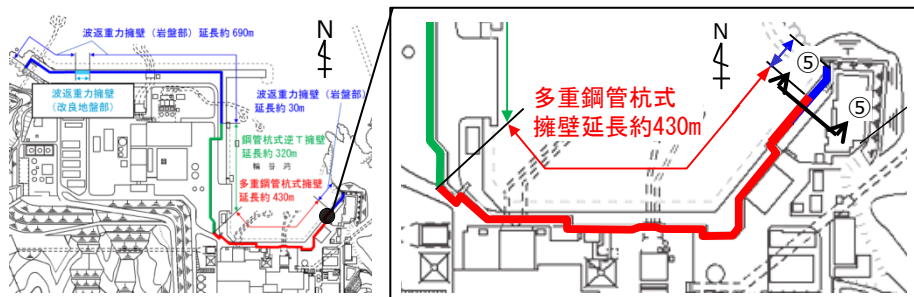 波返重力擁壁（岩盤部）延長約690m
N
波返重力擁壁
（改良地盤部）
波返重力擁壁（岩盤部）
延長約30m
鋼管杭式逆Ｔ擁壁
延長約320m
輪谷湾
多重鋼管杭式擁壁
延長約430m
N
⑤
多重鋼管杭式
擁壁延長約430m
⑤